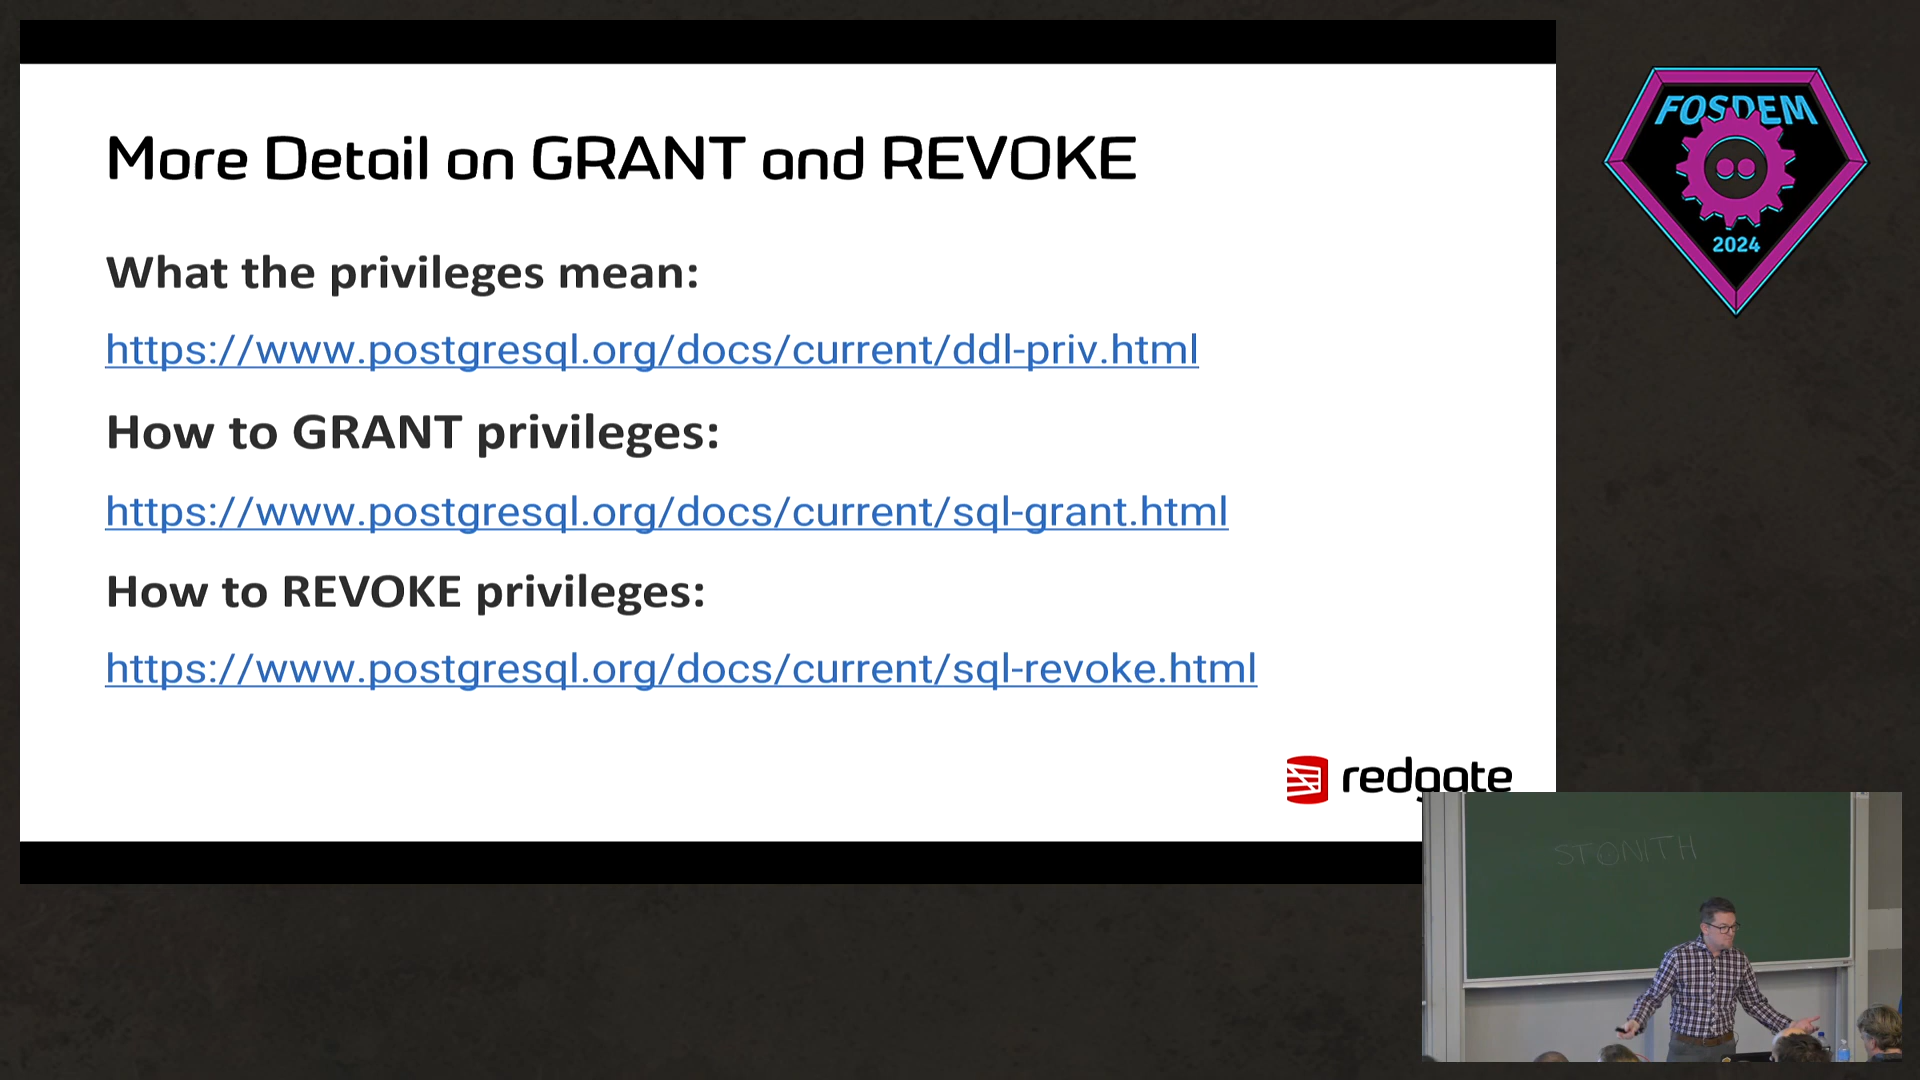 More Detail on GRANT and REVOKE
What the privileges mean:
https://www.postgresql.org/docs/current/ddl-priv.html
How to GRANT privileges:
https://www.postgresql.org/docs/current/sql-grant.html
How to REVOKE privileges:
https://www.postgresql.org/docs/current/sql-revoke.html
redgate
FOSDEM
2024
STONITH